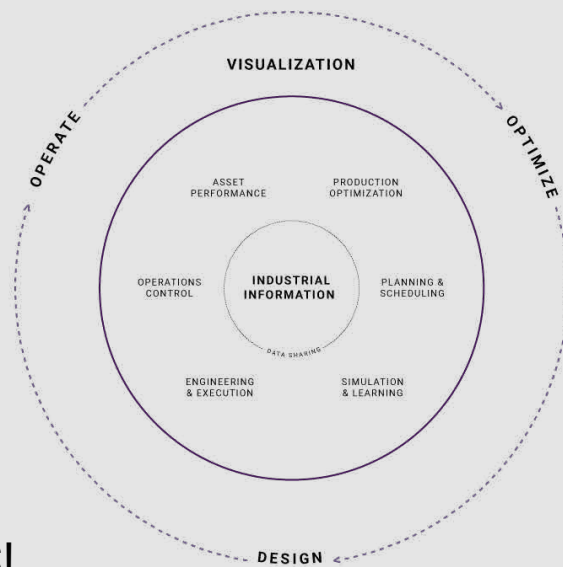 VISUALIZATION
OPERATE
OPTIMIZE
ASSET
PERFORMANCE
PRODUCTION
OPTIMIZATION
OPERATIONS
CONTROL
INDUSTRIAL
INFORMATION
PLANNING &
SCHEDULING
DATA SHARING
ENGINEERING
& EXECUTION
SIMULATION
& LEARNING
DESIGN